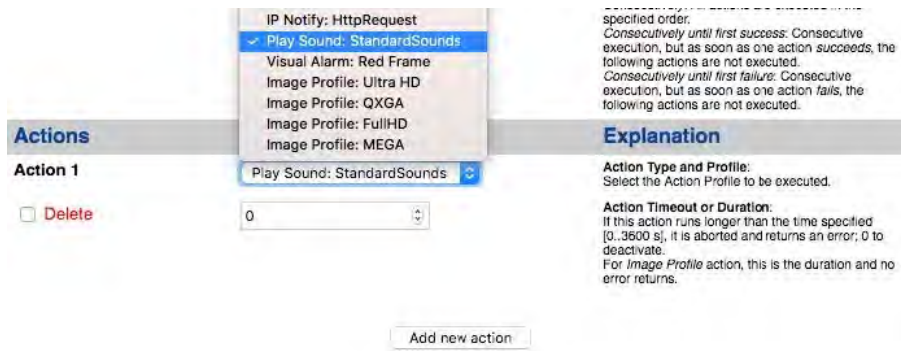 IP Notify: HttpRequest
✓ Play Sound: StandardSounds
Visual Alarm: Red Frame
Image Profile: Ultra HD
Image Profile: QXGA
Image Profile: FullHD
Image Profile: MEGA
specified order.
Consecutively until first success: Consecutive
execution, but as soon as one action succeeds, the
following actions are not executed.
Consecutively until first failure: Consecutive
execution, but as soon as one action fails, the
following actions are not executed.
Actions
Explanation
Action 1
Play Sound: StandardSounds
Action Type and Profile:
Select the Action Profile to be executed.
Delete
0
Action Timeout or Duration:
If this action runs longer than the time specified
[0..3600 s], it is aborted and returns an error; 0 to
deactivate.
For Image Profile action, this is the duration and no
error returns.
Add new action